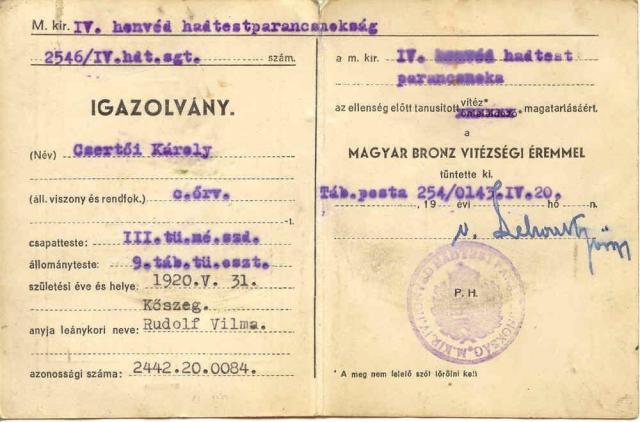 M. kir. IV. honvéd hadtestparancsnokság
2546/IV.hdt.sgt. szám.
IGAZOLVÁNY.
(Név) Csertői Károly
(áll. viszony és rendfok.) c.őrv.
-t.
csapatteste: III.tü.mé.szd.
állományteste: 9.táb.tü.oszt.
születési éve és helye: 1920.V. 31.
Kőszeg.
anyja leánykori neve: Rudolf Vilma.
azonossági száma: 2442.20.0084.
a m. kir. IV. honvéd hadtest
parancsnoka
az ellenség előtt tanusított vitéz* magatartásáért.
a
MAGYAR BRONZ VITÉZSÉGI ÉREMMEL
tüntette ki.
Táb.posta 254/0143.IV.20.
, 19 évi hó n.
P. H.
* A meg nem felelő szót törölni kell